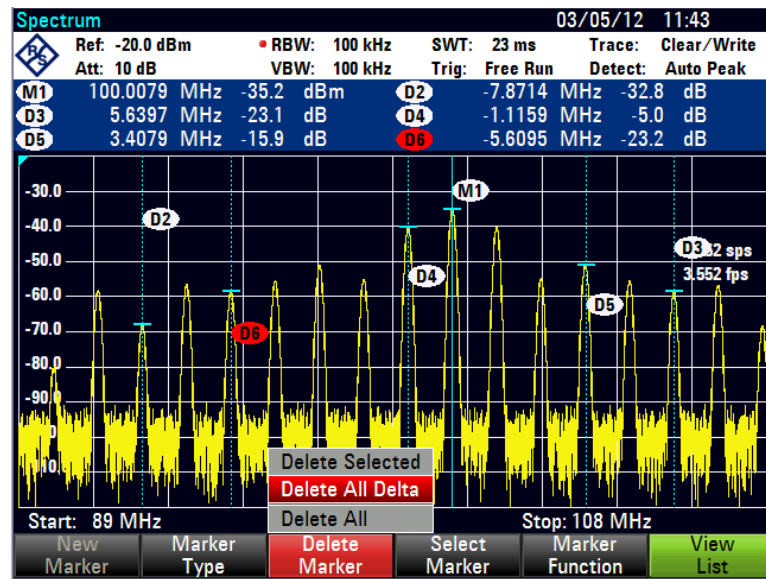 Spectrum 03/05/12 11:43
Ref: -20.0 dBm RBW: 100 kHz SWT: 23 ms Trace: Clear/Write
Att: 10 dB VBW: 100 kHz Trig: Free Run Detect: Auto Peak
M1 100.0079 MHz -35.2 dBm D2 -7.8714 MHz -32.8 dB
D3 5.6397 MHz -23.1 dB D4 -1.1159 MHz -5.0 dB
D5 3.4079 MHz -15.9 dB D6 -5.6095 MHz -23.2 dB
-30.0
M1
-40.0
D2
-50.0
D3 sps
D4
3.552 fps
-60.0
D5
-70.0
D6
-80.0
-90.0
Delete Selected
Delete All Delta
Delete All
Start: 89 MHz Stop: 108 MHz
New Marker
Marker Type
Delete Marker
Select Marker
Marker Function
View List